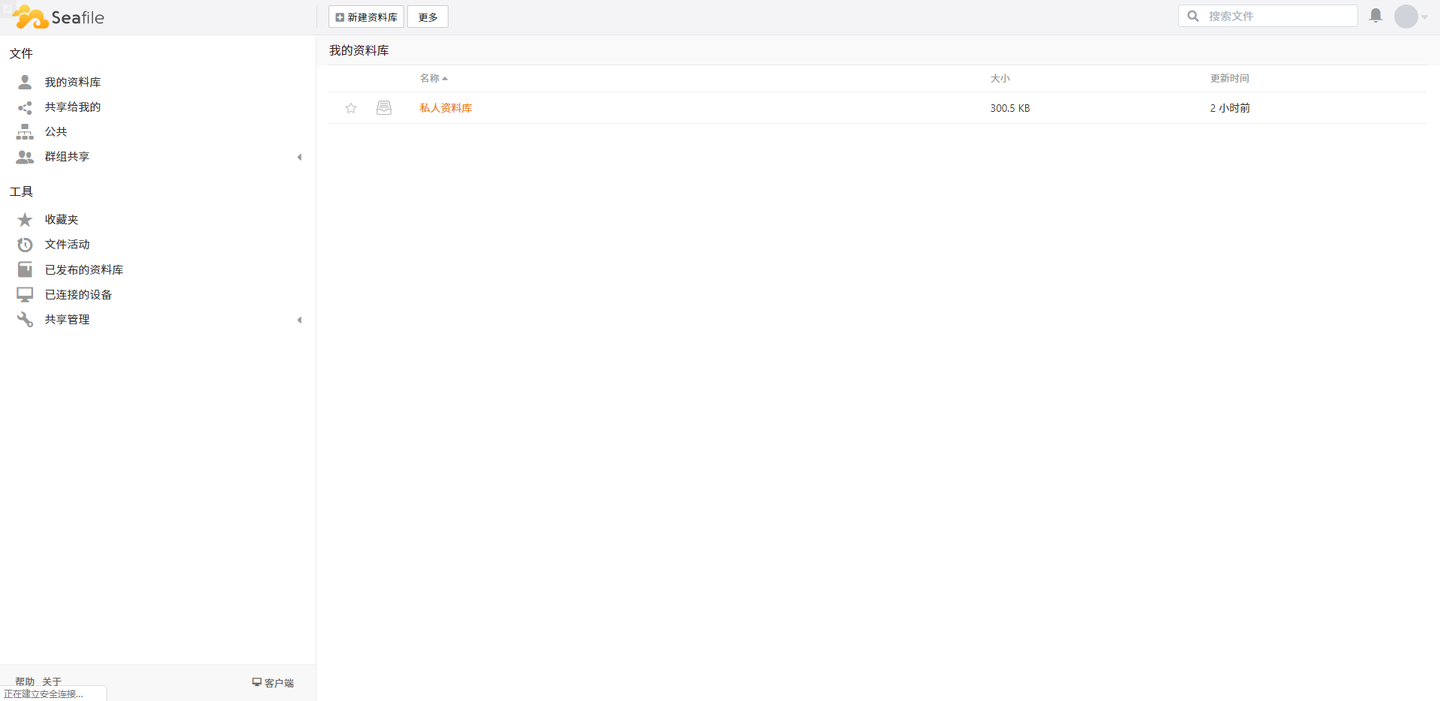 Seafile
新建资料库 更多
搜索文件
文件
我的资料库
共享给我的
公共
群组共享
工具
收藏夹
文件活动
已发布的资料库
已连接的设备
共享管理
帮助 关于
客户端
正在建立安全连接...
我的资料库
名称 大小 更新时间
私人资料库 300.5 KB 2 小时前